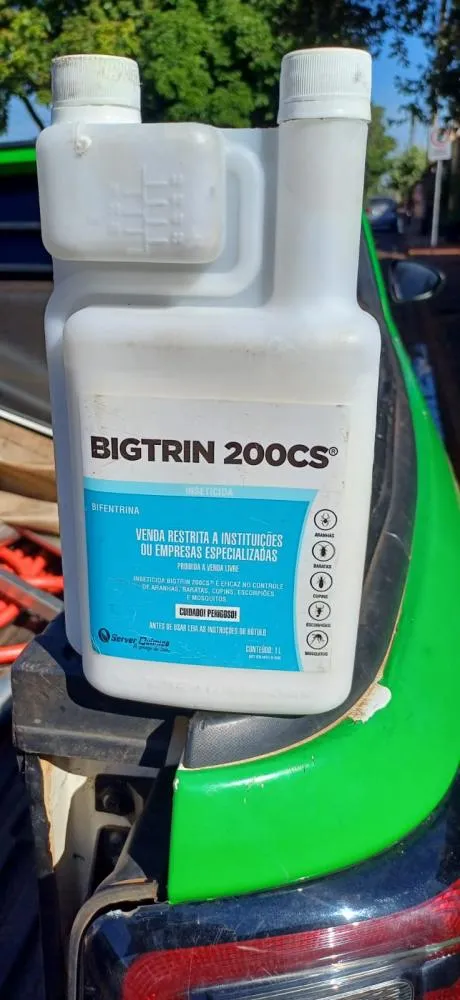 BIGTRIN 200CS®
INSETICIDA
BIFENTRINA
VENDA RESTRITA A INSTITUIÇÕES
OU EMPRESAS ESPECIALIZADAS
PROIBIDA A VENDA LIVRE
INSETICIDA BIGTRIN 200CS® É EFICAZ NO CONTROLE
DE ARANHAS, BARATAS, CUPINS, ESCORPIÕES
E MOSQUITOS.
CUIDADO! PERIGOSO!
ANTES DE USAR LEIA AS INSTRUÇÕES DO RÓTULO
Server Química
CONTEÚDO: 1 L
ARANHAS
BARATAS
CUPINS
ESCORPIÕES
MOSQUITOS